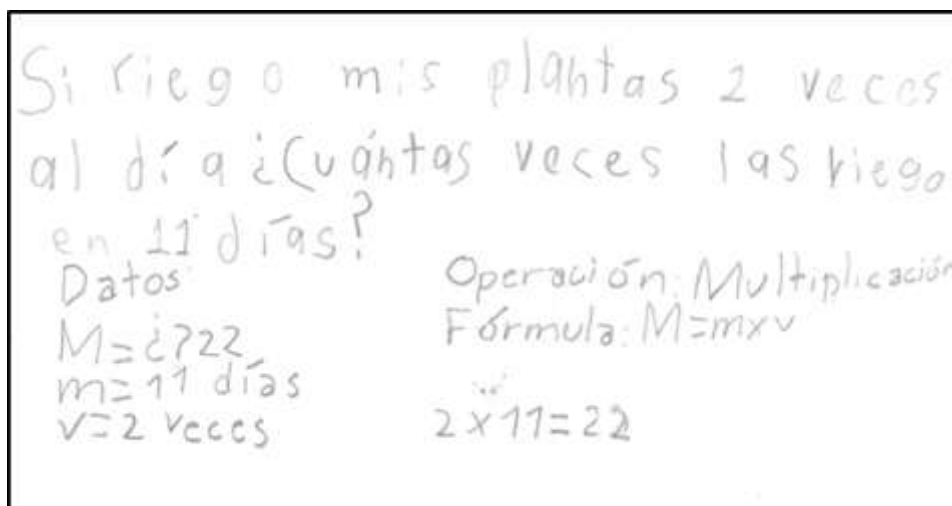 Si riego mis plantas 2 veces
al día ¿Cuántas veces las riego
en 11 días?
Datos
Operación: Multiplicación
M=¿?22
Fórmula: M=mxv
m=11 días
v=2 veces
2x11=22